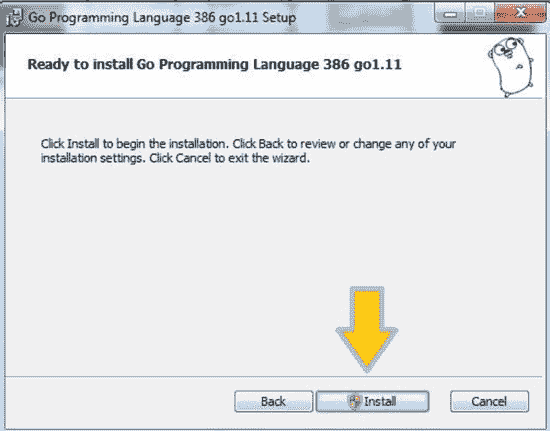 Go Programming Language 386 go1.11 Setup
Ready to install Go Programming Language 386 go1.11
Click Install to begin the installation. Click Back to review or change any of your
installation settings. Click Cancel to exit the wizard.
Back Install Cancel